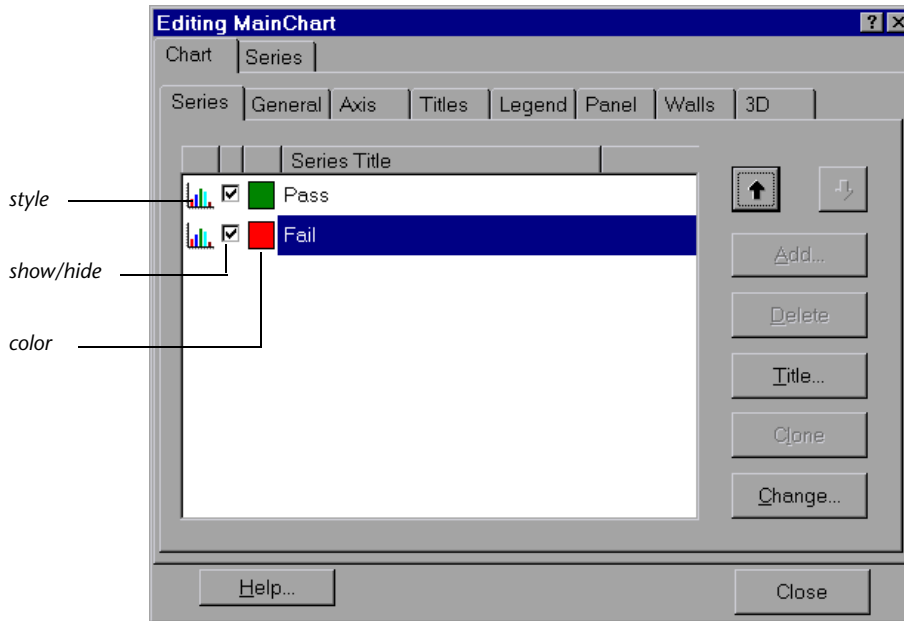 Editing MainChart
Chart Series
Series General Axis Titles Legend Panel Walls 3D
Series Title
style
Pass
Fail
show/hide
color
Add...
Delete
Title...
Clone
Change...
Help...
Close